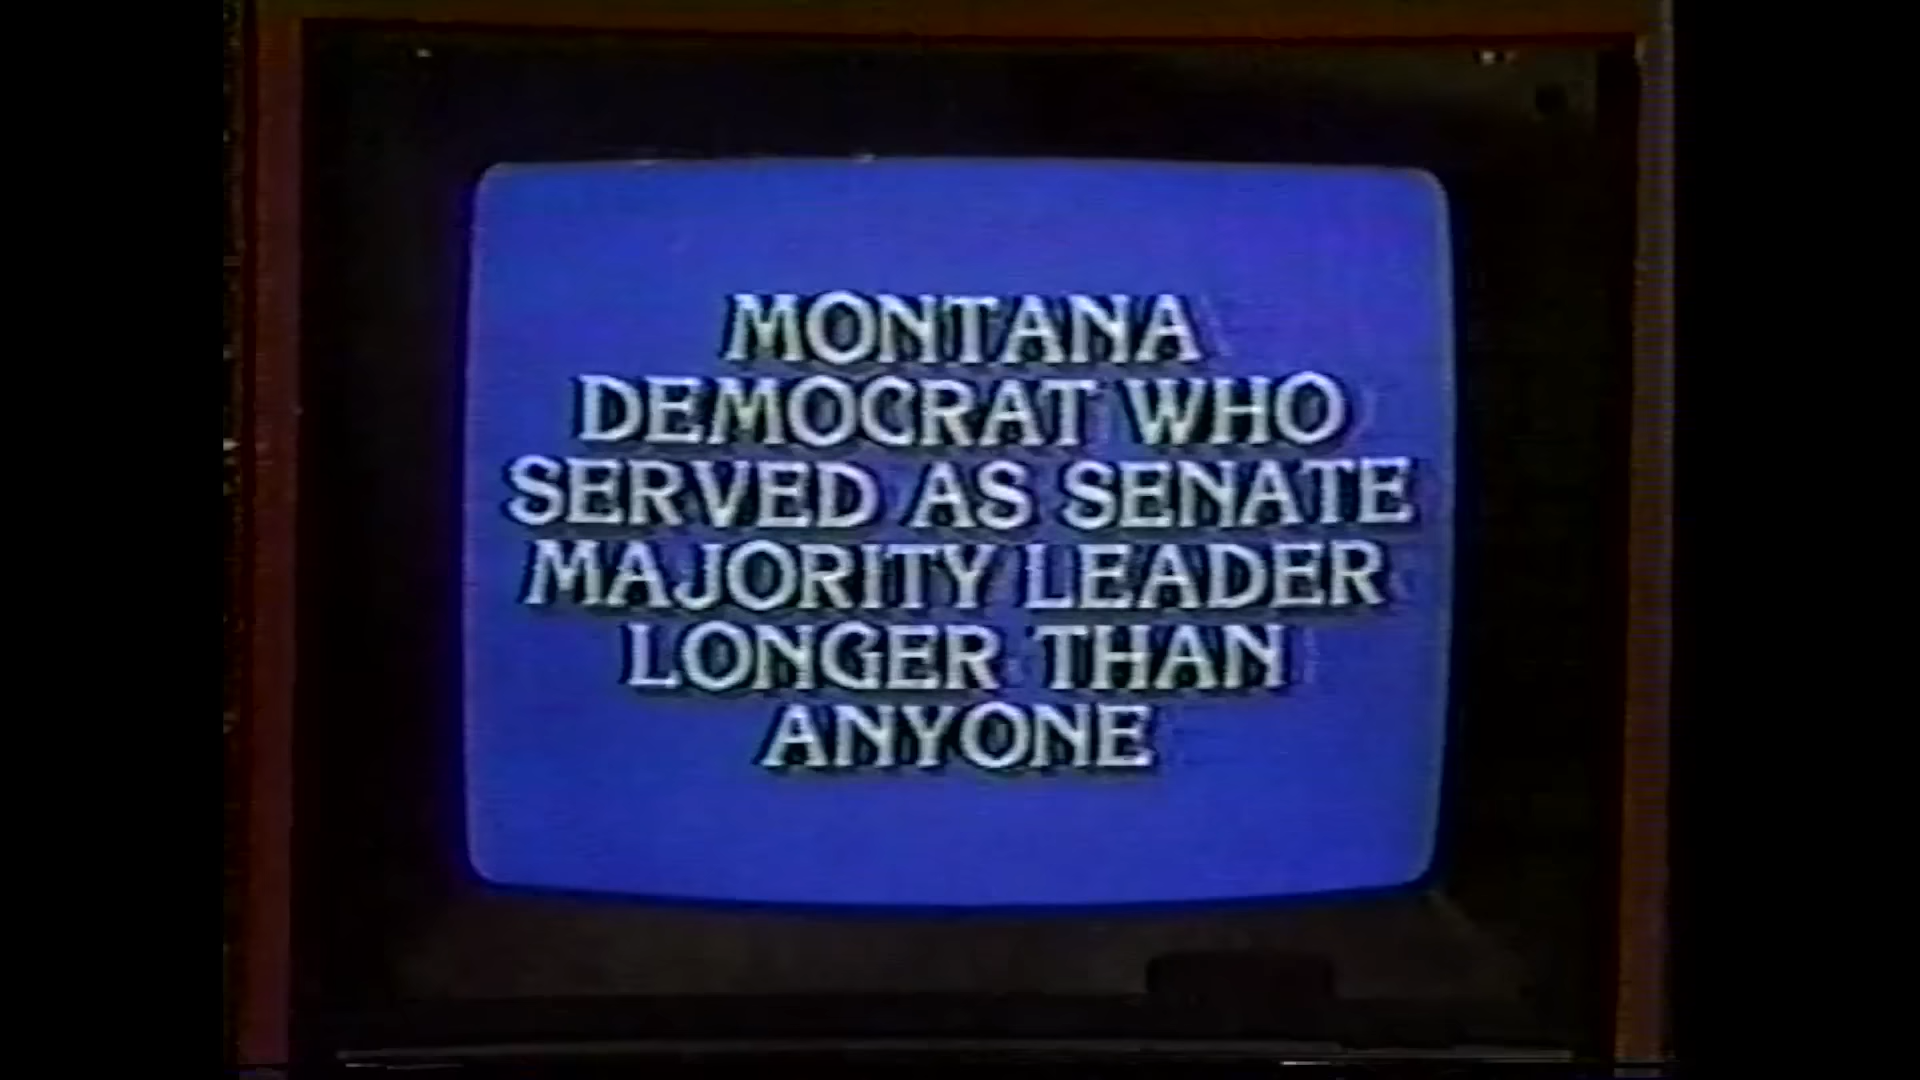 MONTANA
DEMOCRAT WHO
SERVED AS SENATE
MAJORITY LEADER
LONGER THAN
ANYONE